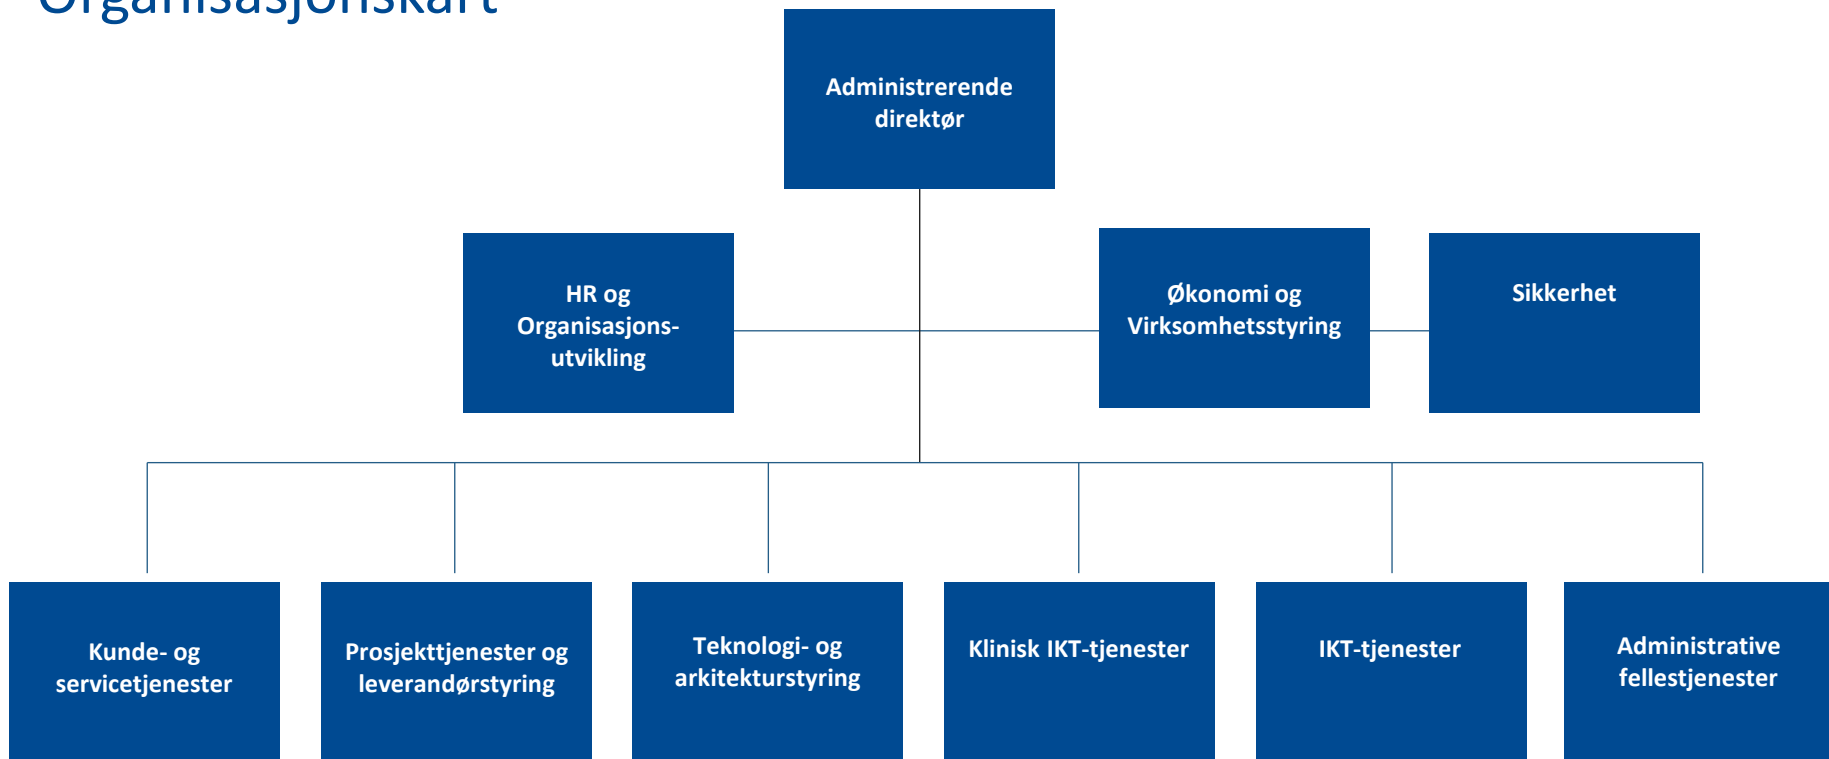 Organisasjonskart
Administrerende
direktør
HR og
Organisasjons-
utvikling
Økonomi og
Virksomhetsstyring
Sikkerhet
Kunde- og
servicetjenester
Prosjekttjenester og
leverandørstyring
Teknologi- og
arkitekturstyring
Klinisk IKT-tjenester
IKT-tjenester
Administrative
fellestjenester